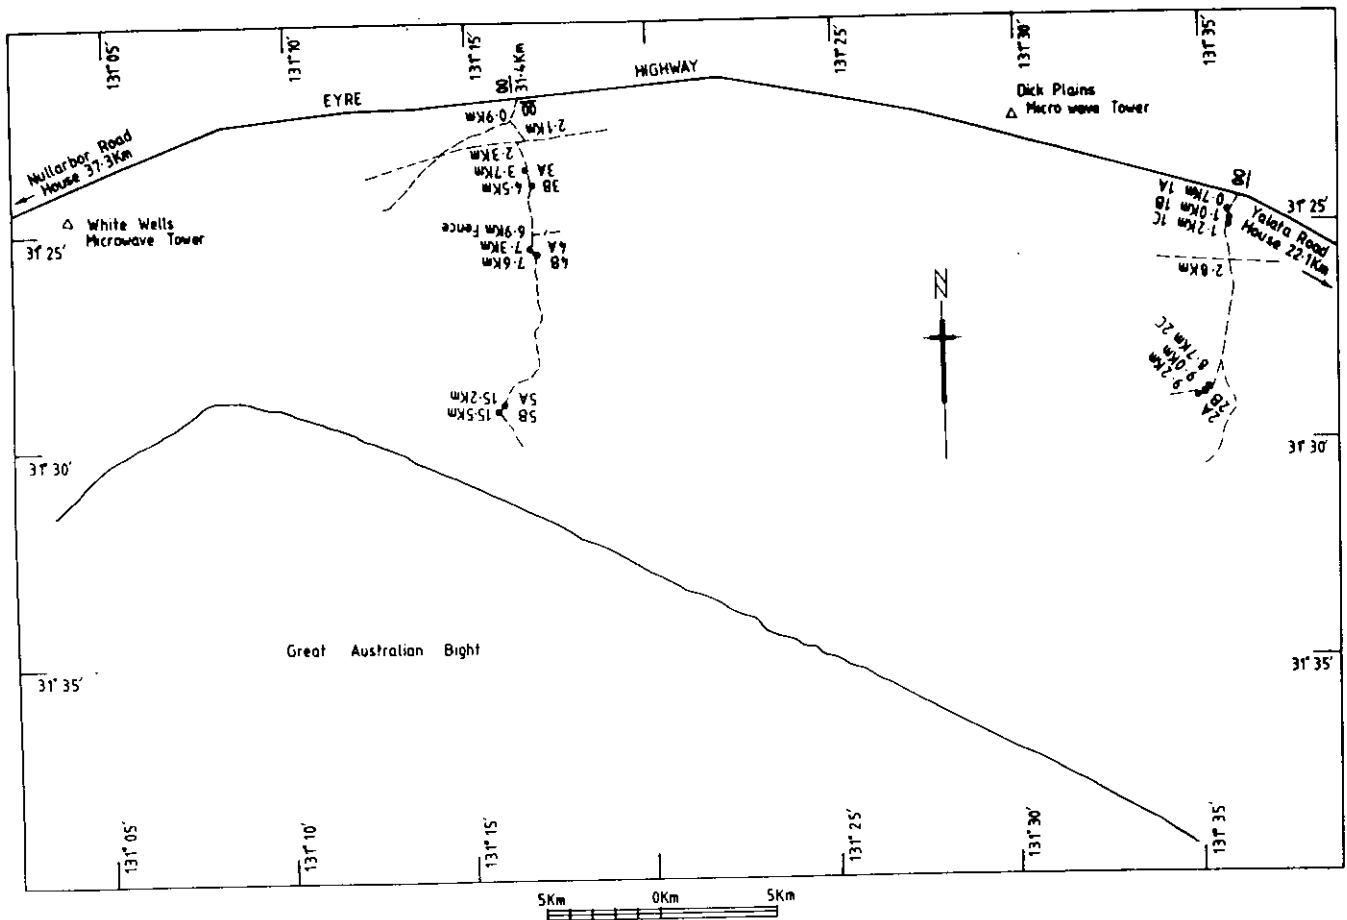 131° 05'
131° 10'
131° 15'
131° 25'
131° 30'
131° 35'
00
31·4Km
EYRE
HIGHWAY
Dick Plains
Micro wave Tower
Nullarbor Road
House 37·3Km
White Wells
Microwave Tower
31° 25'
00
0·9Km
2·1Km
2·3Km
3·7Km
3A
4·5Km
3B
6·9Km Fence
7·3Km
4A
7·6Km
4B
15·2Km
5A
15·5Km
5B
00
0·7Km 1A
1·0Km 1B
1·2Km 1C
2·8Km
Yalata Road
House 22·1Km
31° 25'
N
8·7Km 2C
9·0Km
2B
9·2Km
2A
31° 30'
31° 30'
Great Australian Bight
31° 35'
31° 35'
131° 05'
131° 10'
131° 15'
131° 25'
131° 30'
131° 35'
5Km 0Km 5Km